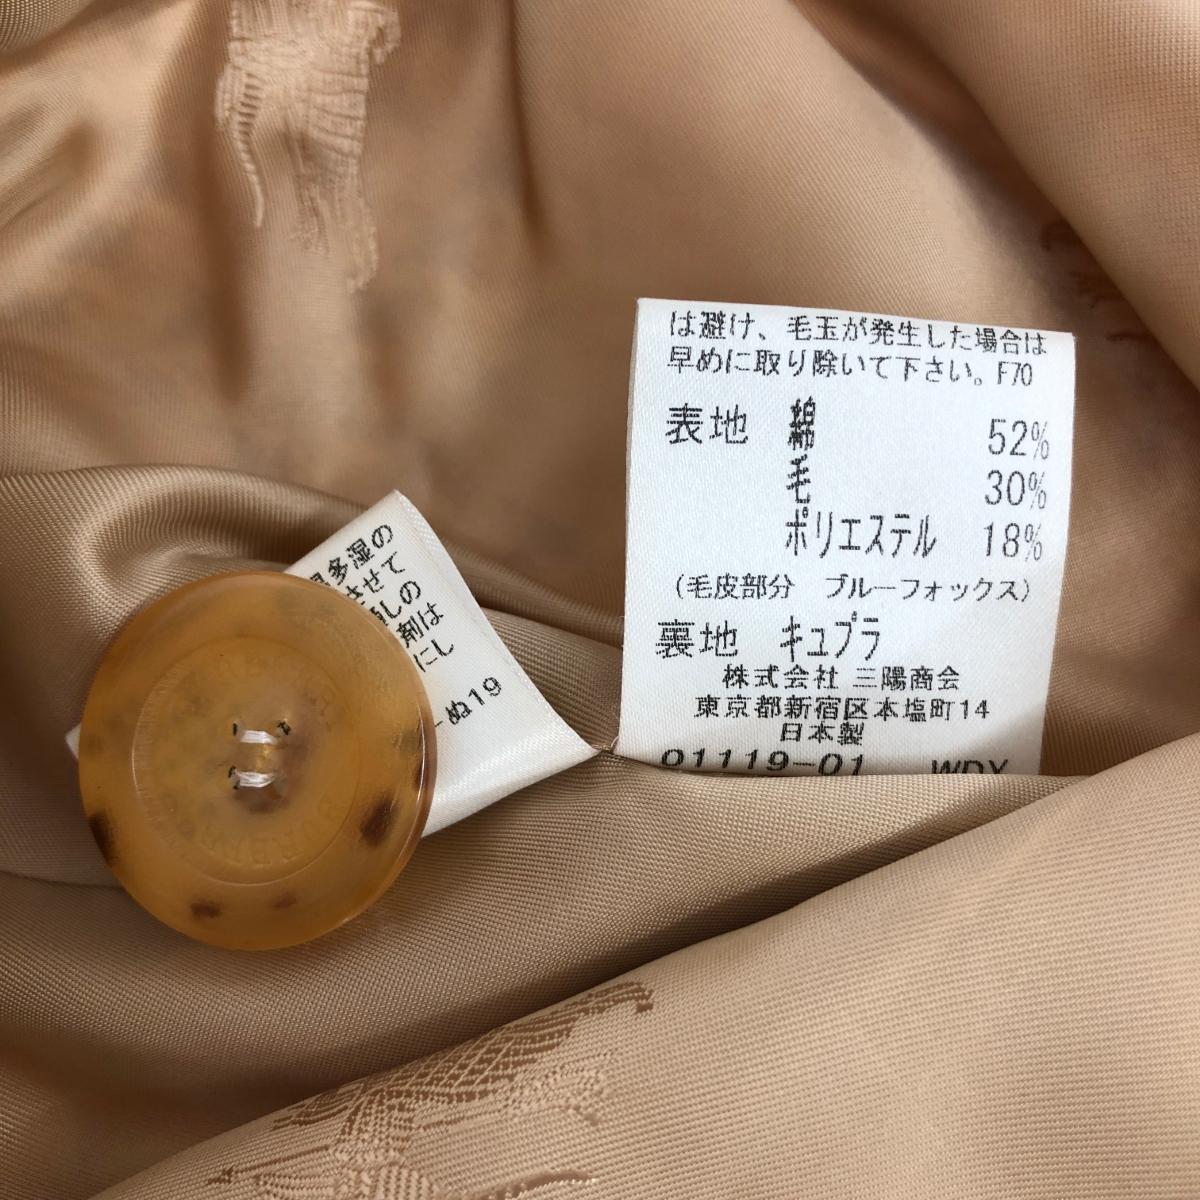 は避け、毛玉が発生した場合は
早めに取り除いて下さい。F70
表地 綿 52%
毛 30%
ポリエステル 18%
(毛皮部分 ブルーフォックス)
裏地 キュプラ
株式会社 三陽商会
東京都新宿区本塩町14
日本製
01119-01 WDX
多湿の
させて
しの
剤は
にし
ぬ19